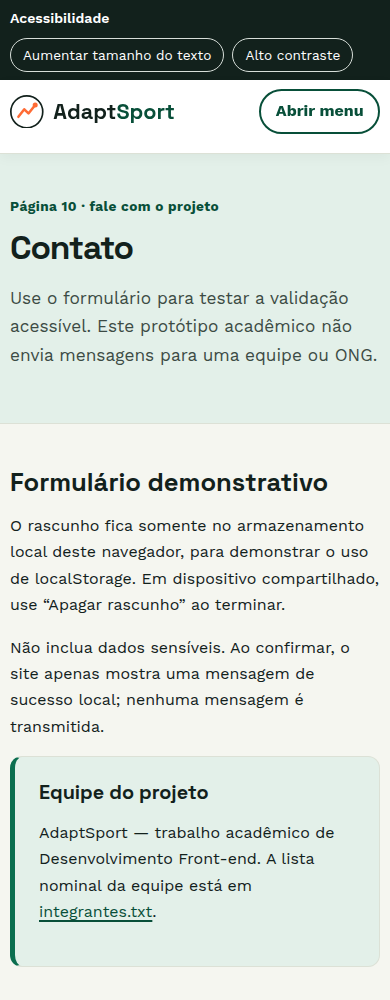 Acessibilidade
Aumentar tamanho do texto
Alto contraste
AdaptSport
Abrir menu
Página 10 · fale com o projeto
Contato
Use o formulário para testar a validação
acessível. Este protótipo acadêmico não
envia mensagens para uma equipe ou ONG.
Formulário demonstrativo
O rascunho fica somente no armazenamento
local deste navegador, para demonstrar o uso
de localStorage. Em dispositivo compartilhado,
use “Apagar rascunho” ao terminar.
Não inclua dados sensíveis. Ao confirmar, o
site apenas mostra uma mensagem de
sucesso local; nenhuma mensagem é
transmitida.
Equipe do projeto
AdaptSport — trabalho acadêmico de
Desenvolvimento Front-end. A lista
nominal da equipe está em
integrantes.txt.